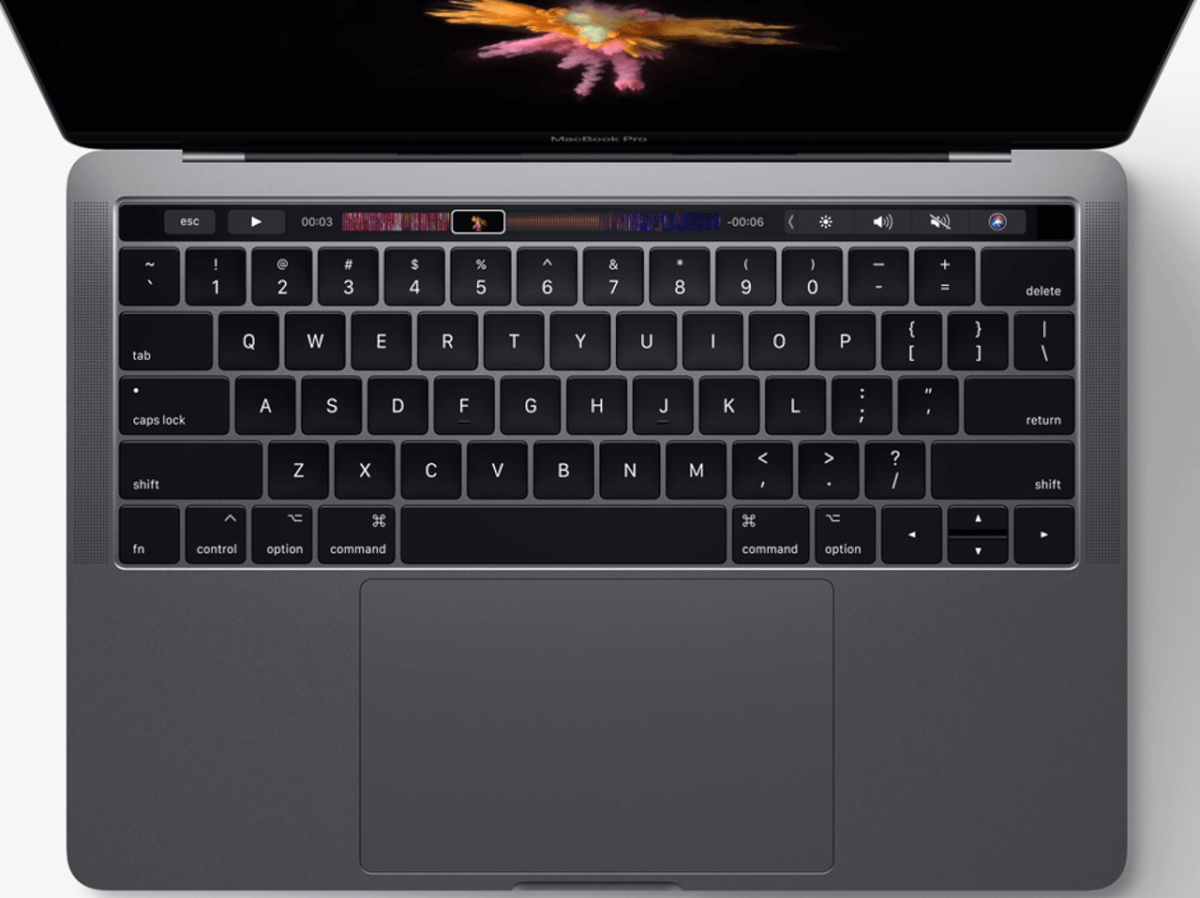 MacBook Pro
esc 00:03 -00:06
~ ! @ # $ % ^ & * ( ) — +
` 1 2 3 4 5 6 7 8 9 0 - = delete
tab Q W E R T Y U I O P { [ } ] | \
caps lock A S D F G H J K L : ; " ' return
shift Z X C V B N M < , > . ? / shift
fn control option command command option